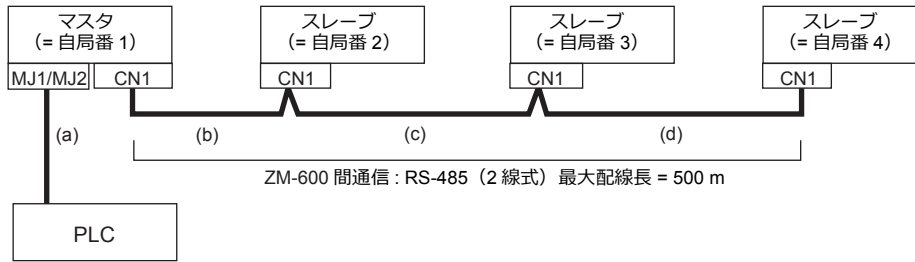 マスタ
(= 自局番 1)
スレーブ
(= 自局番 2)
スレーブ
(= 自局番 3)
スレーブ
(= 自局番 4)
MJ1/MJ2
CN1
CN1
CN1
CN1
(a)
(b)
(c)
(d)
ZM-600 間通信 : RS-485（2 線式）最大配線長 = 500 m
PLC